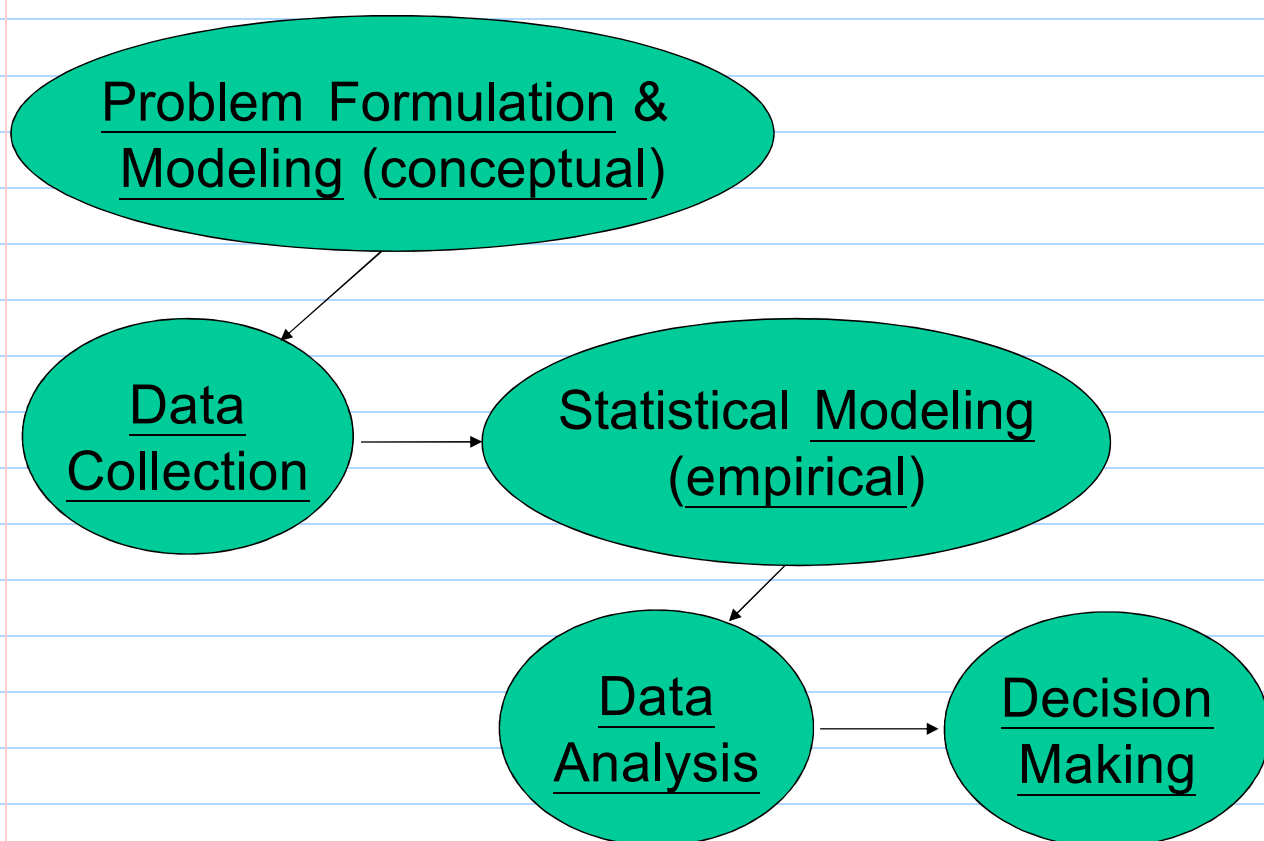 Problem Formulation &
Modeling (conceptual)
Data
Collection
Statistical Modeling
(empirical)
Data
Analysis
Decision
Making